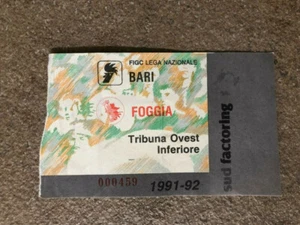 FIGC LEGA NAZIONALE
BARI
FOGGIA
Tribuna Ovest
Inferiore
000459
1991-92
sud factoring